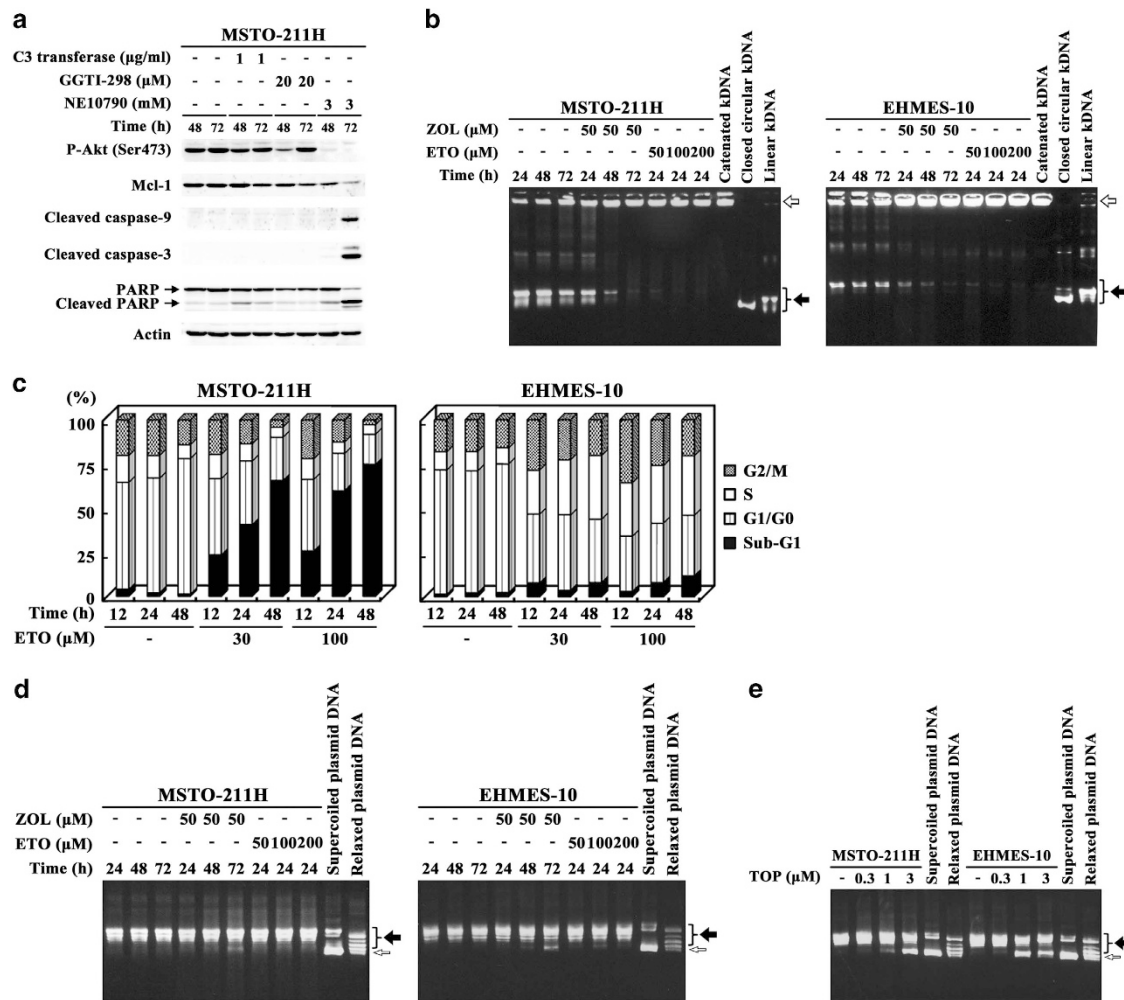 a
MSTO-211H
C3 transferase (µg/ml) - - 1 1 - - - -
GGTI-298 (µM) - - - - 20 20 - -
NE10790 (mM) - - - - - - 3 3
Time (h) 48 72 48 72 48 72 48 72
P-Akt (Ser473)
Mcl-1
Cleaved caspase-9
Cleaved caspase-3
PARP
Cleaved PARP
Actin
b
MSTO-211H
ZOL (µM) - - - 50 50 50 - - -
ETO (µM) - - - - - - 50 100 200
Time (h) 24 48 72 24 48 72 24 24 24
Catenated kDNA
Closed circular kDNA
Linear kDNA
EHMES-10
- - - 50 50 50 - - -
- - - - - - 50 100 200
24 48 72 24 48 72 24 24 24
Catenated kDNA
Closed circular kDNA
Linear kDNA
c
(%)
MSTO-211H
EHMES-10
100
75
50
25
0
G2/M
S
G1/G0
Sub-G1
Time (h) 12 24 48 12 24 48 12 24 48 12 24 48 12 24 48 12 24 48
ETO (µM) - 30 100 - 30 100
d
MSTO-211H
ZOL (µM) - - - 50 50 50 - - -
ETO (µM) - - - - - - 50 100 200
Time (h) 24 48 72 24 48 72 24 24 24
Supercoiled plasmid DNA
Relaxed plasmid DNA
EHMES-10
- - - 50 50 50 - - -
- - - - - - 50 100 200
24 48 72 24 48 72 24 24 24
Supercoiled plasmid DNA
Relaxed plasmid DNA
e
MSTO-211H
Supercoiled plasmid DNA
Relaxed plasmid DNA
EHMES-10
Supercoiled plasmid DNA
Relaxed plasmid DNA
TOP (µM) - 0.3 1 3 - 0.3 1 3